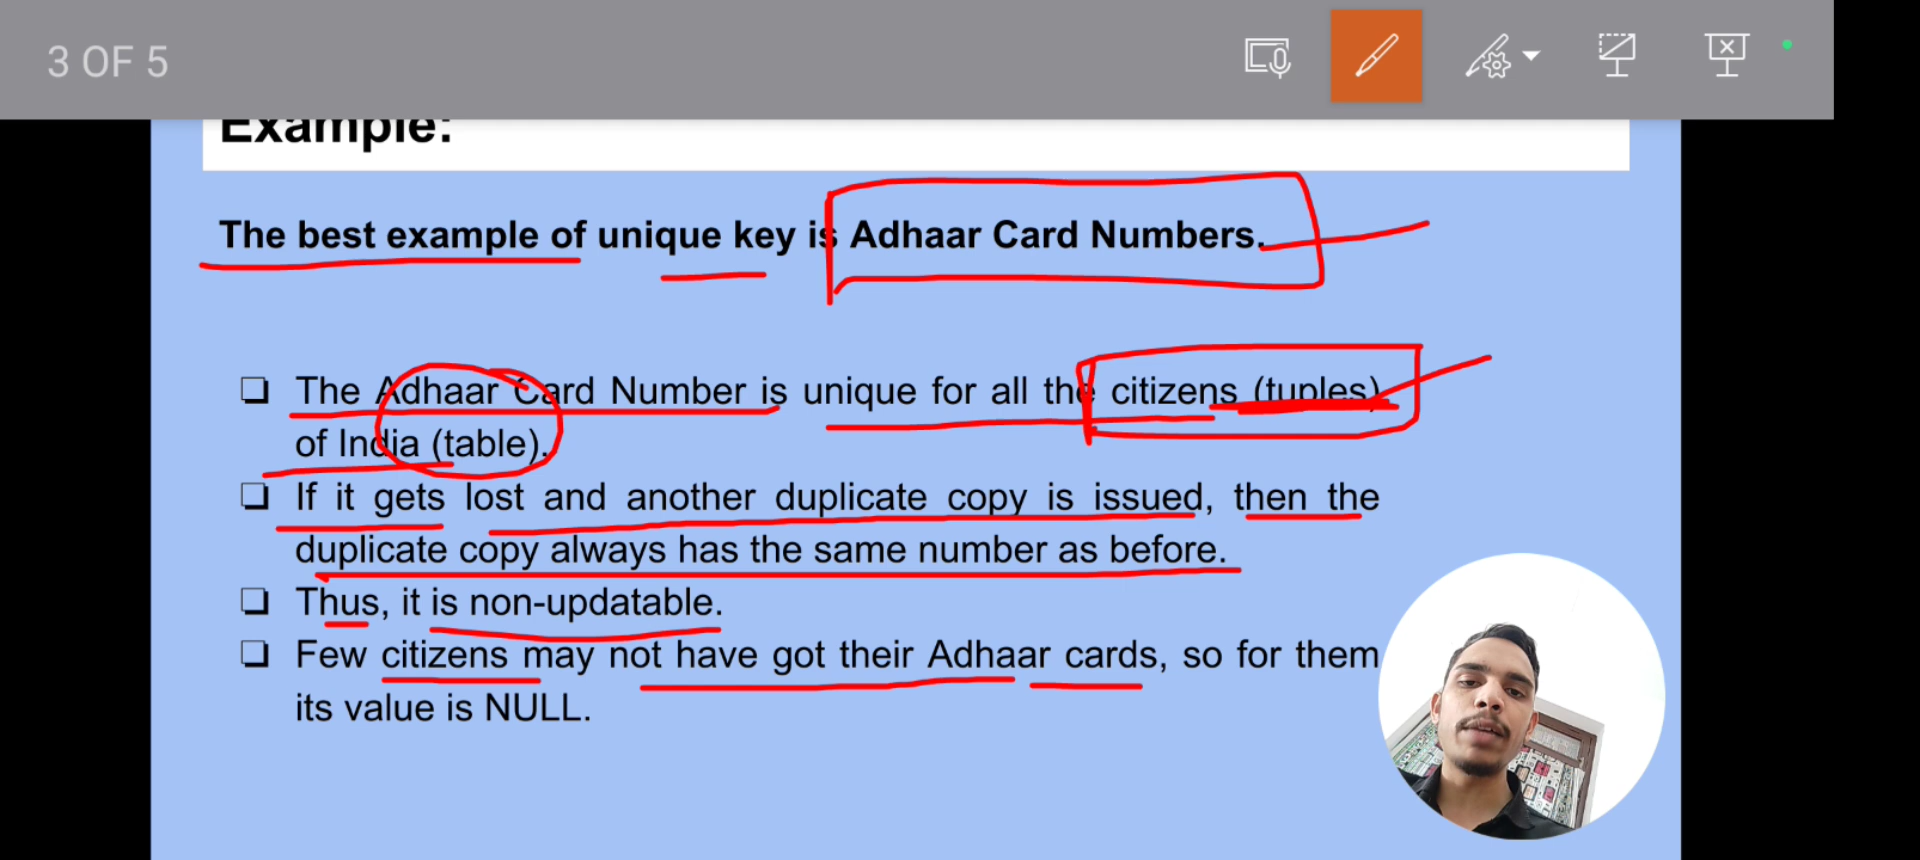 3 OF 5
Example:
The best example of unique key is Adhaar Card Numbers.
❑ The Adhaar Card Number is unique for all the citizens (tuples)
of India (table).
❑ If it gets lost and another duplicate copy is issued, then the
duplicate copy always has the same number as before.
❑ Thus, it is non-updatable.
❑ Few citizens may not have got their Adhaar cards, so for them
its value is NULL.